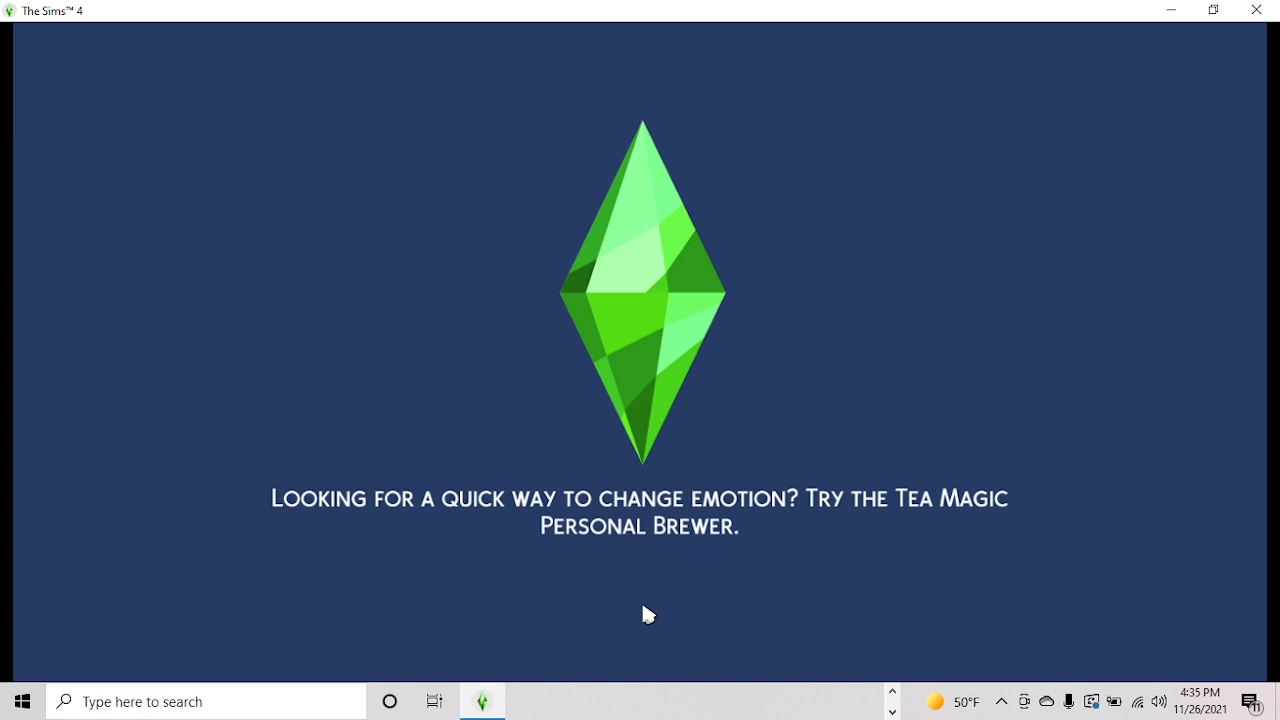 The Sims™ 4
Looking for a quick way to change emotion? Try the Tea Magic
Personal Brewer.
Type here to search
50°F
4:35 PM
11/26/2021